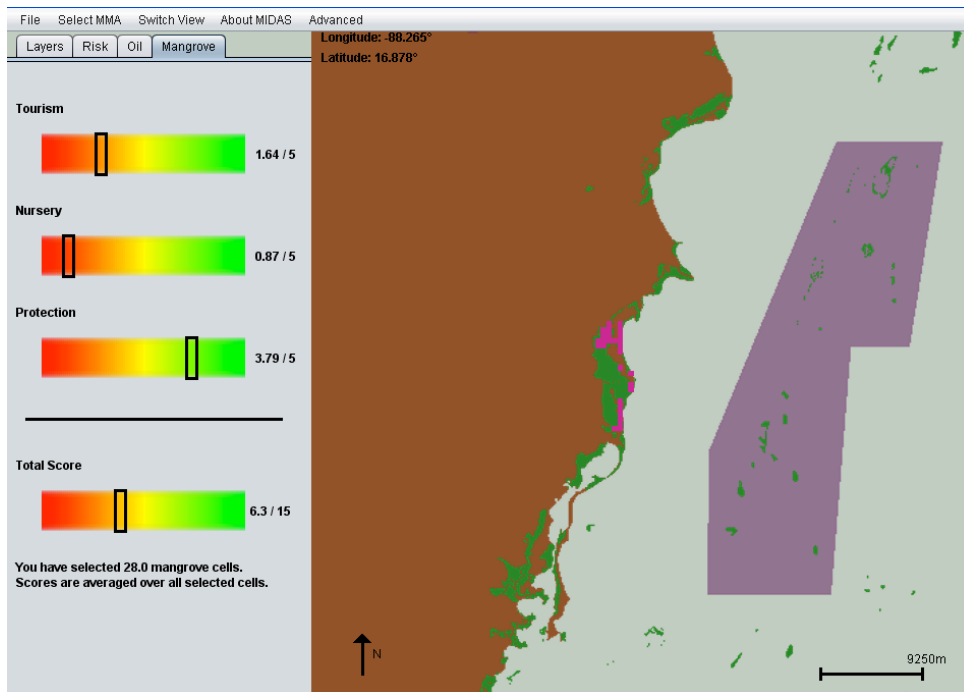 File Select MMA Switch View About MIDAS Advanced
Layers Risk Oil Mangrove
Longitude: -88.265°
Latitude: 16.878°
Tourism
1.64 / 5
Nursery
0.87 / 5
Protection
3.79 / 5
Total Score
6.3 / 15
You have selected 28.0 mangrove cells.
Scores are averaged over all selected cells.
N
9250m